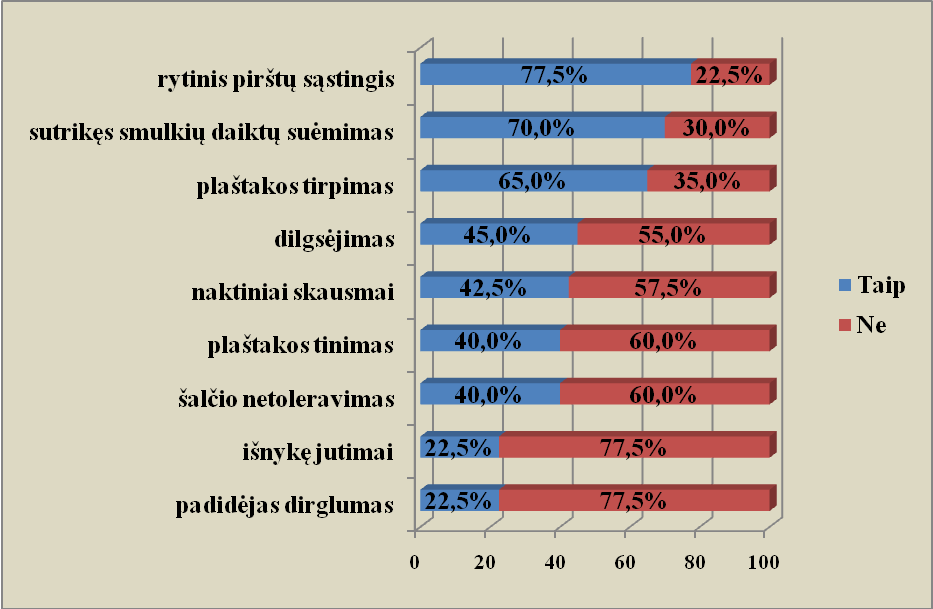 rytinis pirštų sąstingis
77,5%
22,5%
sutrikęs smulkių daiktų suėmimas
70,0%
30,0%
plaštakos tirpimas
65,0%
35,0%
dilgsėjimas
45,0%
55,0%
naktiniai skausmai
42,5%
57,5%
plaštakos tinimas
40,0%
60,0%
šalčio netoleravimas
40,0%
60,0%
išnykę jutimai
22,5%
77,5%
padidėjas dirglumas
22,5%
77,5%
0 20 40 60 80 100
Taip
Ne